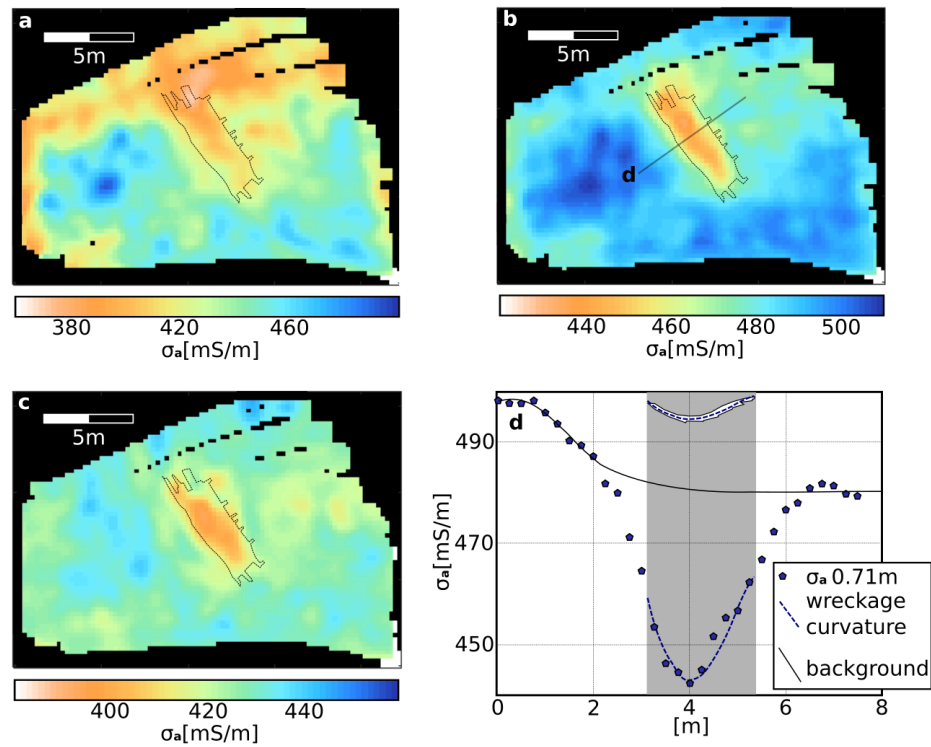 a
5m
380 420 460
σa[mS/m]
b
5m
d
440 460 480 500
σa[mS/m]
c
5m
400 420 440
σa[mS/m]
d
490
470
450
σa[mS/m]
0 2 4 6 8
[m]
σa 0.71m
wreckage
curvature
background